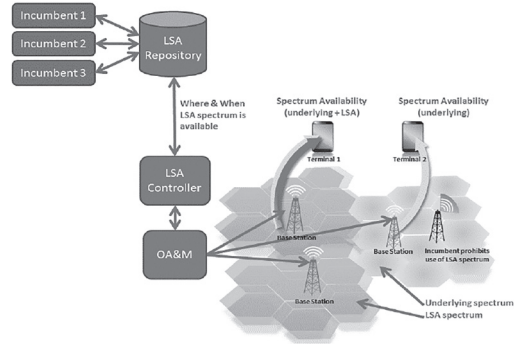 Incumbent 1
Incumbent 2
Incumbent 3
LSA
Repository
Where & When
LSA spectrum is
available
LSA
Controller
OA&M
Spectrum Availability
(underlying + LSA)
Spectrum Availability
(underlying)
Terminal 1
Terminal 2
Base Station
Base Station
Base Station
Incumbent prohibits
use of LSA spectrum
Underlying spectrum
LSA spectrum